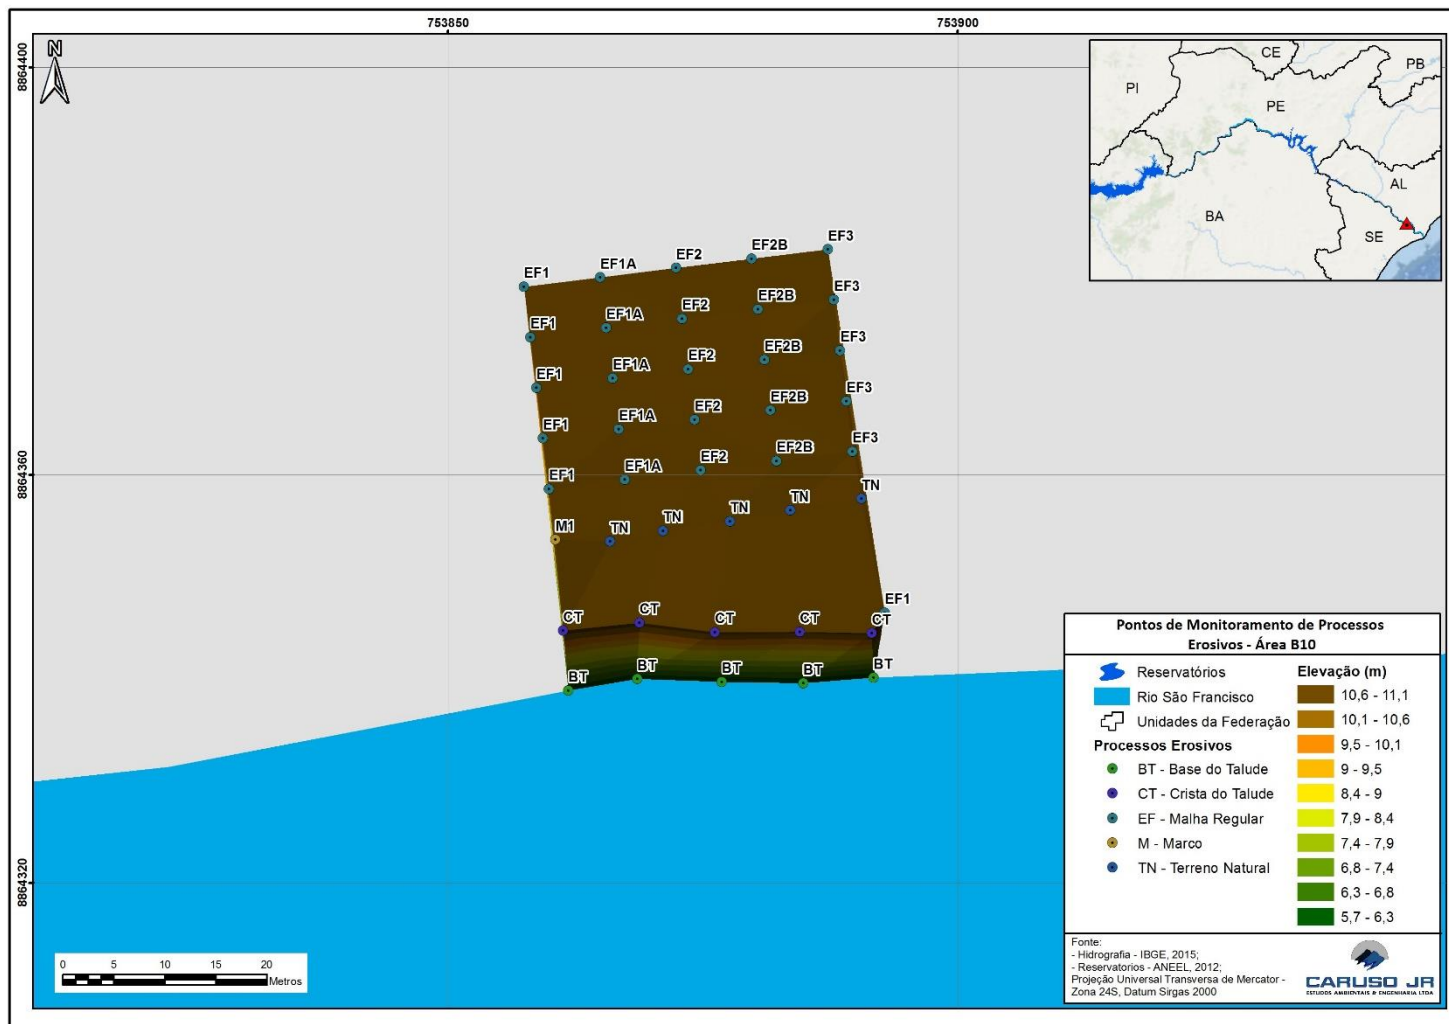 753850
753900
8864400
8864360
8864320
N
CE
PB
PI
PE
AL
BA
SE
EF3
EF2B
EF2
EF1A
EF1
EF3
EF2B
EF2
EF1A
EF1
EF3
EF2B
EF2
EF1A
EF1
EF3
EF2B
EF2
EF1A
EF1
EF3
EF2B
EF2
EF1A
EF1
TN
TN
TN
TN
TN
M1
EF1
CT
CT
CT
CT
CT
BT
BT
BT
BT
BT
0 5 10 15 20
Metros
Pontos de Monitoramento de Processos
Erosivos - Área B10
Reservatórios
Rio São Francisco
Unidades da Federação
Processos Erosivos
BT - Base do Talude
CT - Crista do Talude
EF - Malha Regular
M - Marco
TN - Terreno Natural
Elevação (m)
10,6 - 11,1
10,1 - 10,6
9,5 - 10,1
9 - 9,5
8,4 - 9
7,9 - 8,4
7,4 - 7,9
6,8 - 7,4
6,3 - 6,8
5,7 - 6,3
Fonte:
- Hidrografia - IBGE, 2015;
- Reservatorios - ANEEL, 2012;
Projeção Universal Transversa de Mercator -
Zona 24S, Datum Sirgas 2000
CARUSO JR
ESTUDOS AMBIENTAIS & ENGENHARIA LTDA